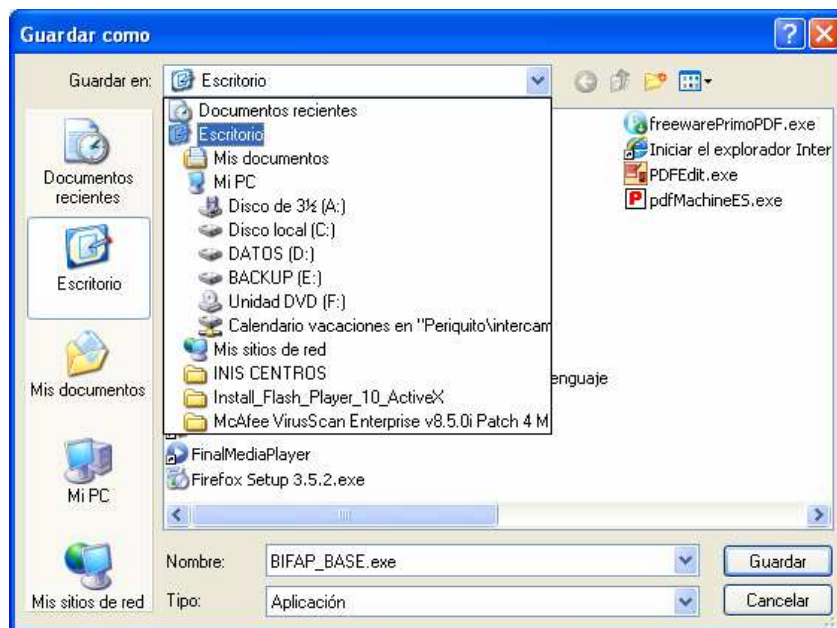 Guardar como
Guardar en:
Escritorio
Documentos recientes
Escritorio
Mis documentos
Mi PC
Disco de 3½ (A:)
Disco local (C:)
DATOS (D:)
BACKUP (E:)
Unidad DVD (F:)
Calendario vacaciones en "Periquito\intercam
Mis sitios de red
INIS CENTROS
Install_Flash_Player_10_ActiveX
McAfee VirusScan Enterprise v8.5.0i Patch 4 M
FinalMediaPlayer
Firefox Setup 3.5.2.exe
freewarePrimoPDF.exe
Iniciar el explorador Inter
PDFEdit.exe
pdfMachineES.exe
enguaje
Documentos
recientes
Escritorio
Mis documentos
Mi PC
Mis sitios de red
Nombre:
BIFAP_BASE.exe
Guardar
Tipo:
Aplicación
Cancelar